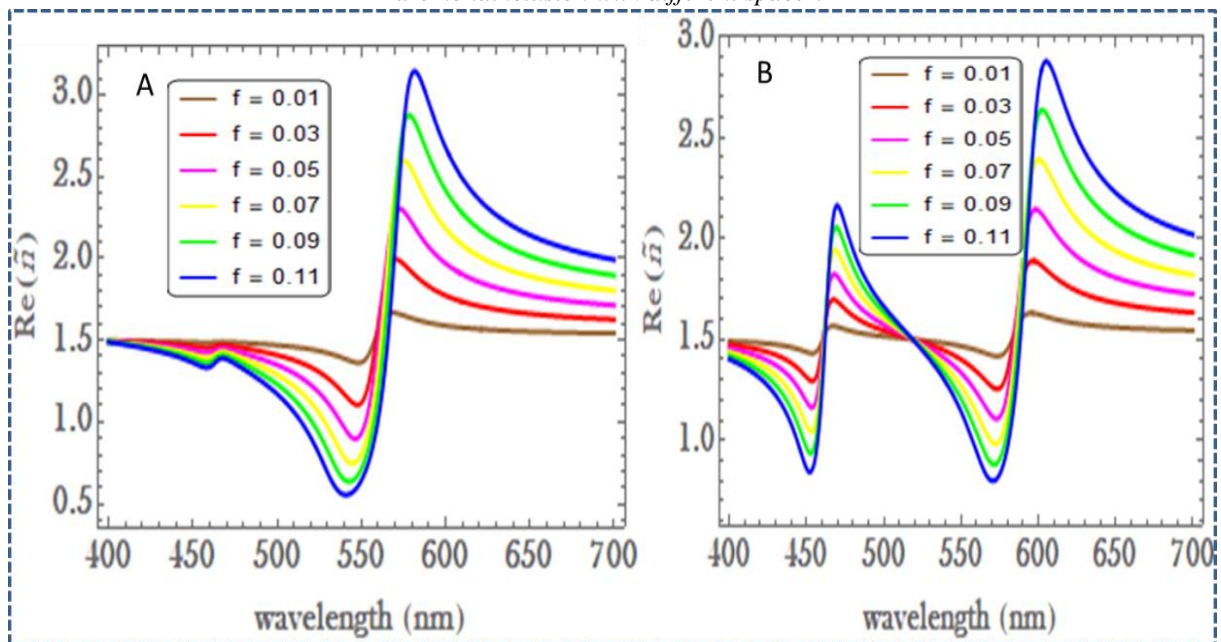 A
f = 0.01
f = 0.03
f = 0.05
f = 0.07
f = 0.09
f = 0.11
3.0
2.5
2.0
1.5
1.0
0.5
Re(ñ)
400 450 500 550 600 650 700
wavelength (nm)
B
f = 0.01
f = 0.03
f = 0.05
f = 0.07
f = 0.09
f = 0.11
3.0
2.5
2.0
1.5
1.0
Re(ñ)
400 450 500 550 600 650 700
wavelength (nm)